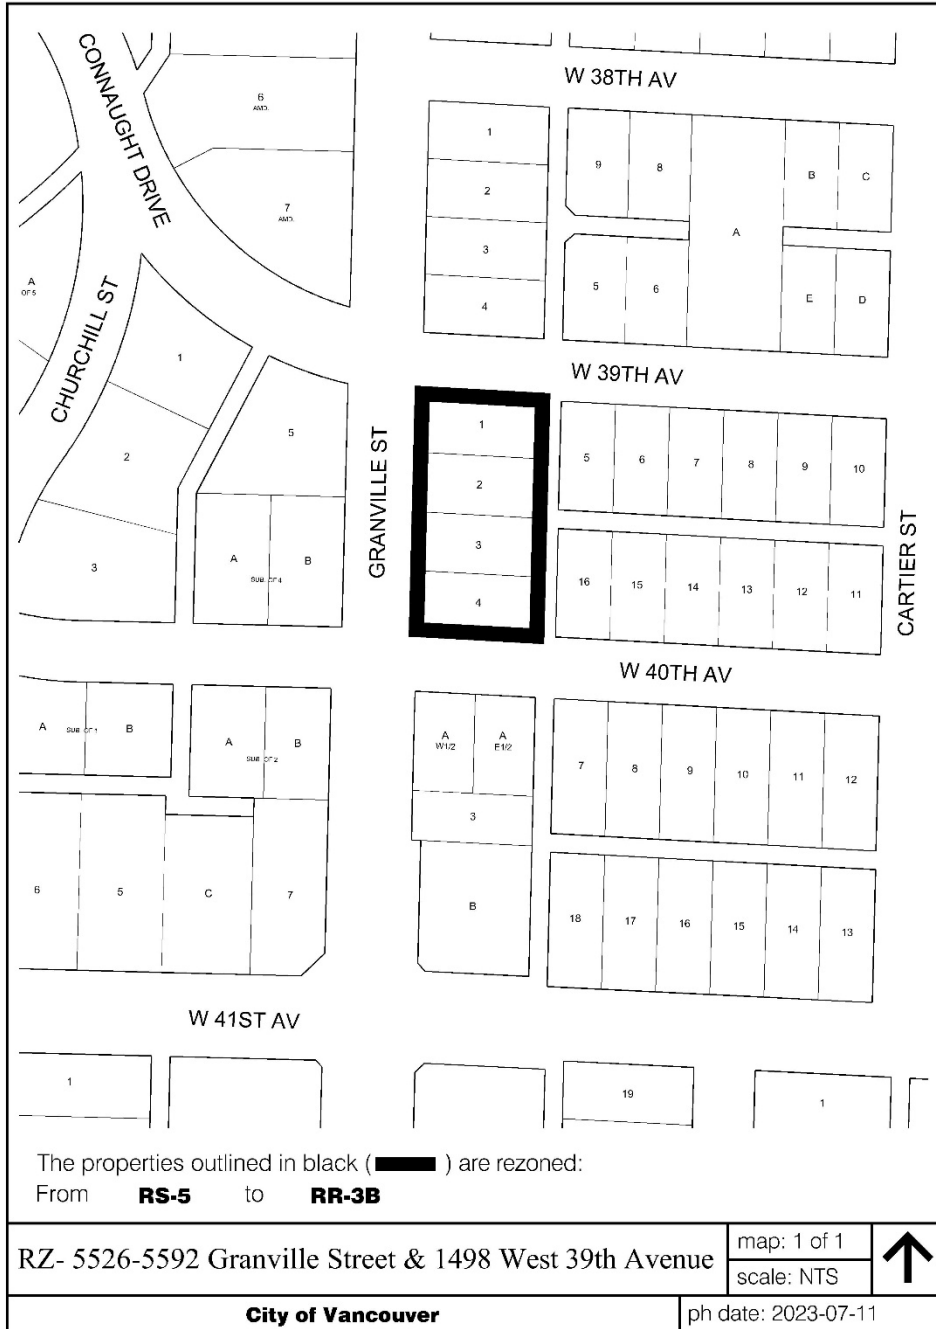 W 38TH AV
CONNAUGHT DRIVE
6
AMD.
1
9
8
B
C
2
7
AMD.
3
A
A
OF 5
5
6
E
D
4
CHURCHILL ST
1
W 39TH AV
5
1
GRANVILLE ST
2
2
5
6
7
8
9
10
3
A
B
SUB. OF 4
3
16
15
14
13
12
11
CARTIER ST
4
W 40TH AV
A
SUB. OF 1
B
A
B
SUB. OF 2
A
W1/2
A
E1/2
7
8
9
10
11
12
3
6
5
C
7
B
18
17
16
15
14
13
W 41ST AV
1
19
1
The properties outlined in black ( ) are rezoned:
From RS-5 to RR-3B
RZ- 5526-5592 Granville Street & 1498 West 39th Avenue
map: 1 of 1
scale: NTS
City of Vancouver
ph date: 2023-07-11